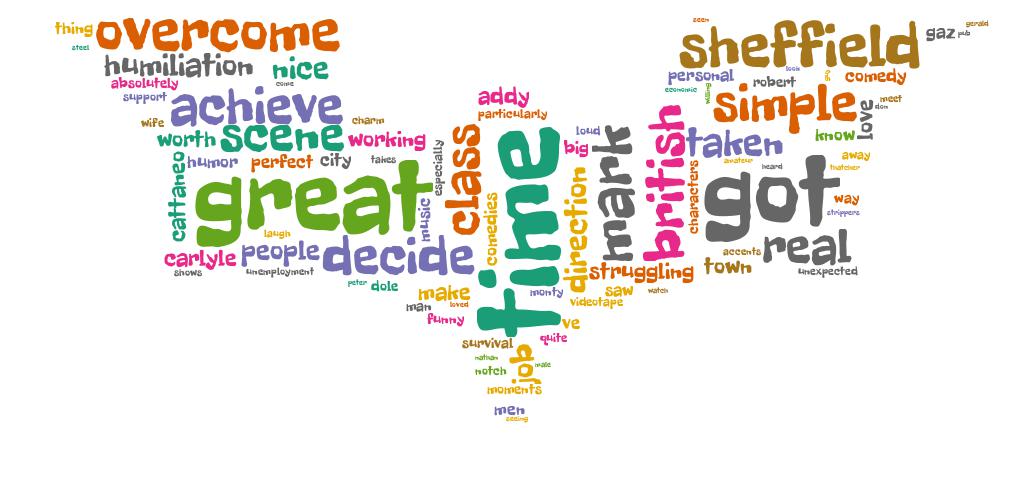 thing
overcome
steel
humiliation
nice
absolutely
come
support
achieve
wife
charm
worth
scene
working
humor
perfect
city
takes
especially
cattaneo
great
class
music
laugh
carlyle
people
decide
shows
unemployment
peter
dole
make
man
loved
funny
addy
particularly
time
comedies
loud
big
mark
direction
british
characters
struggling
monty
saw
watch
videotape
ve
quite
survival
job
nathan
male
notch
moments
men
seeing
seen
sheffield
gaz
pub
gerald
personal
look
robert
comedy
economic
willing
simple
love
don
meet
taken
know
amateur
heard
away
thatcher
got
way
strippers
accents
real
town
unexpected